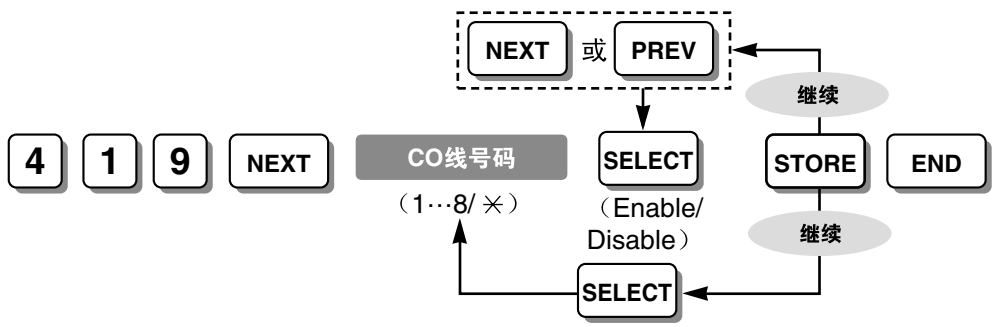 NEXT 或 PREV
继续
4 1 9 NEXT CO线号码 SELECT STORE END
(1…8/ ✳)
(Enable/
Disable)
继续
SELECT